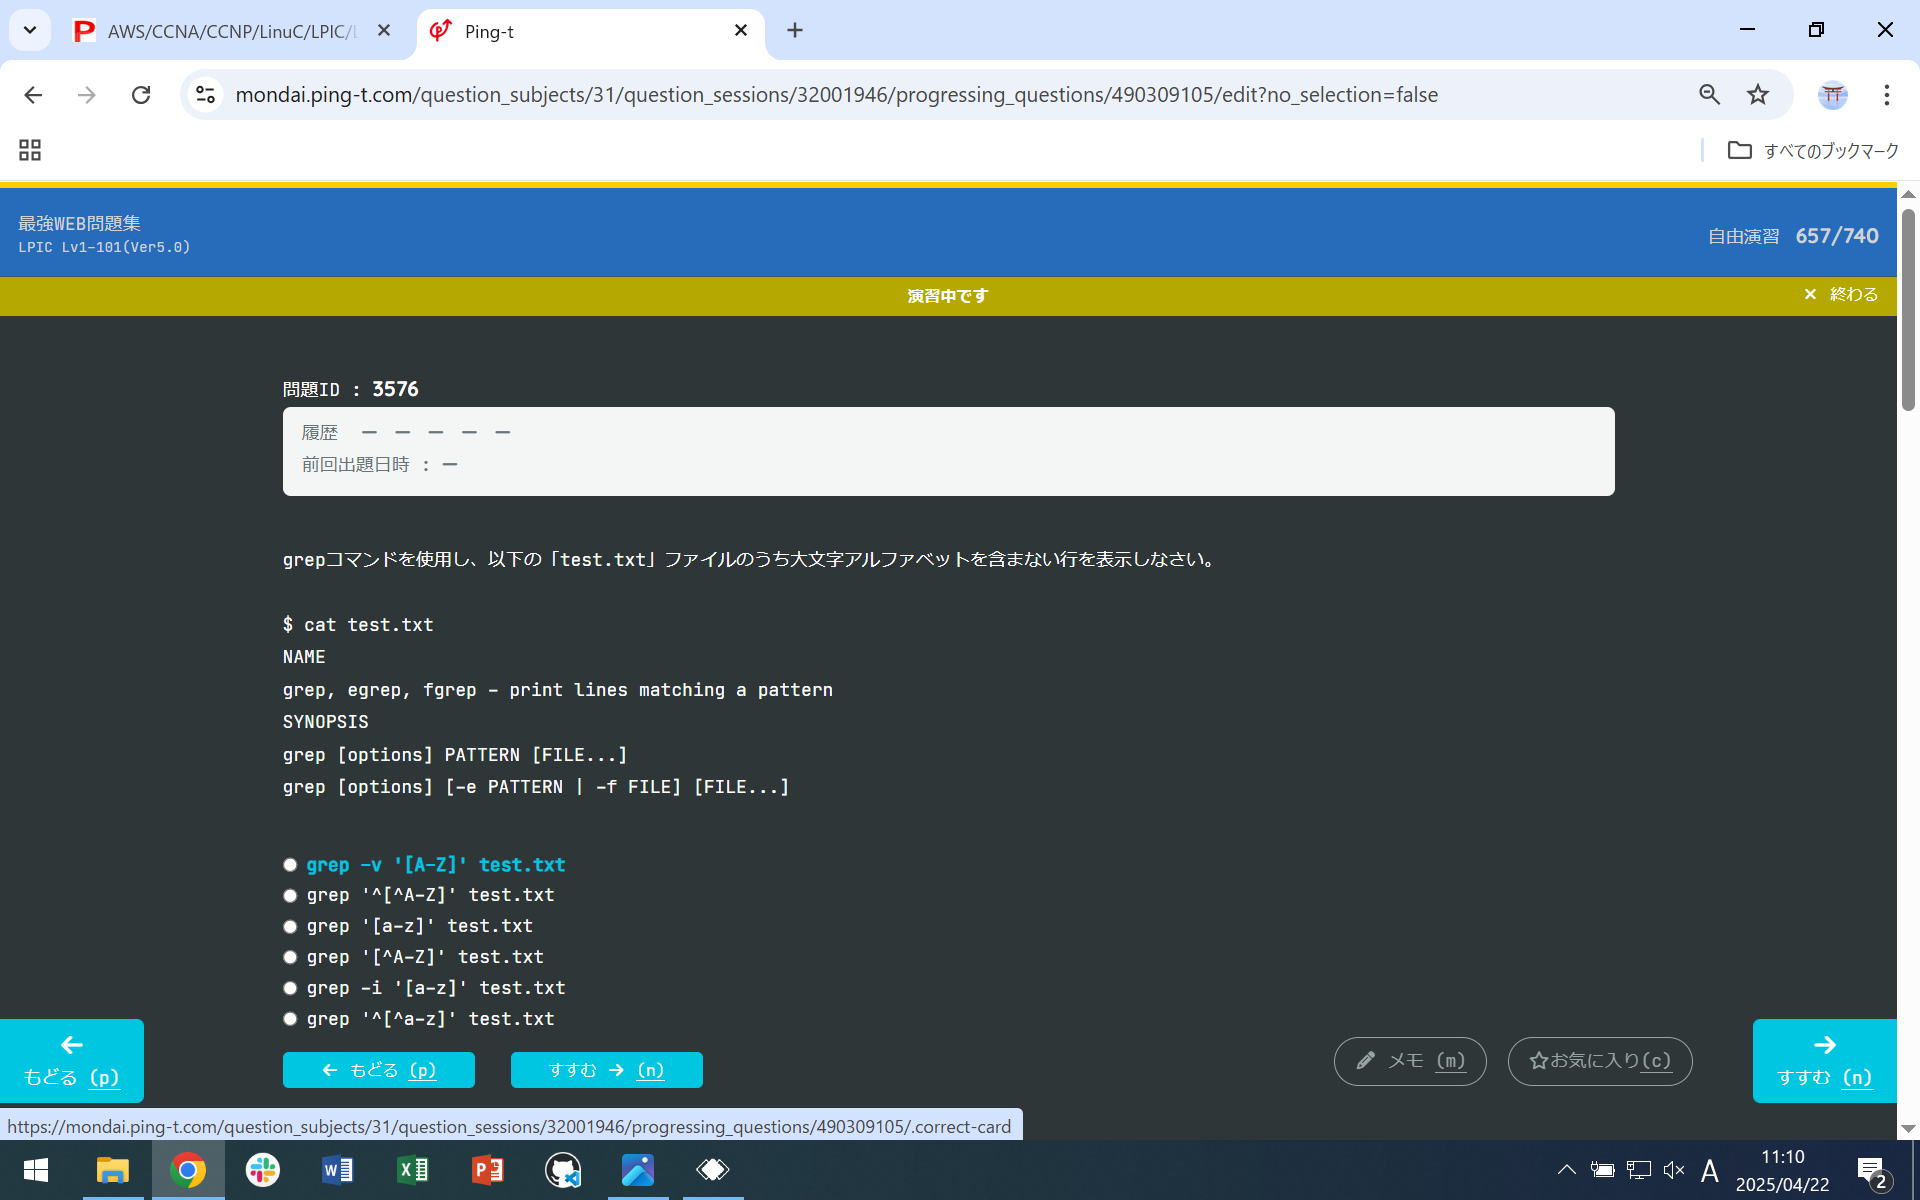 AWS/CCNA/CCNP/LinuC/LPIC/
Ping-t
mondai.ping-t.com/question_subjects/31/question_sessions/32001946/progressing_questions/490309105/edit?no_selection=false
すべてのブックマーク
最強WEB問題集
LPIC Lv1-101(Ver5.0)
自由演習 657/740
演習中です
× 終わる
問題ID : 3576
履歴 － － － － －
前回出題日時 : －
grepコマンドを使用し、以下の「test.txt」ファイルのうち大文字アルファベットを含まない行を表示しなさい。
$ cat test.txt
NAME
grep, egrep, fgrep - print lines matching a pattern
SYNOPSIS
grep [options] PATTERN [FILE...]
grep [options] [-e PATTERN | -f FILE] [FILE...]
grep -v '[A-Z]' test.txt
grep '^[^A-Z]' test.txt
grep '[a-z]' test.txt
grep '[^A-Z]' test.txt
grep -i '[a-z]' test.txt
grep '^[^a-z]' test.txt
← もどる (p)
← もどる (p)
すすむ → (n)
メモ (m)
☆お気に入り(c)
→ すすむ (n)
https://mondai.ping-t.com/question_subjects/31/question_sessions/32001946/progressing_questions/490309105/.correct-card
A
11:10
2025/04/22
2